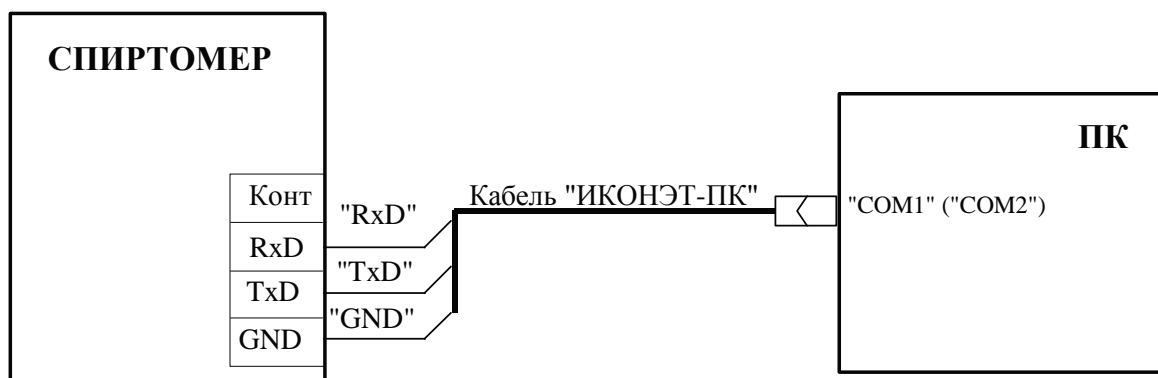 СПИРТОМЕР
ПК
Конт
RxD
TxD
GND
"RxD"
"TxD"
"GND"
Кабель "ИКОНЭТ-ПК"
"COM1" ("COM2")